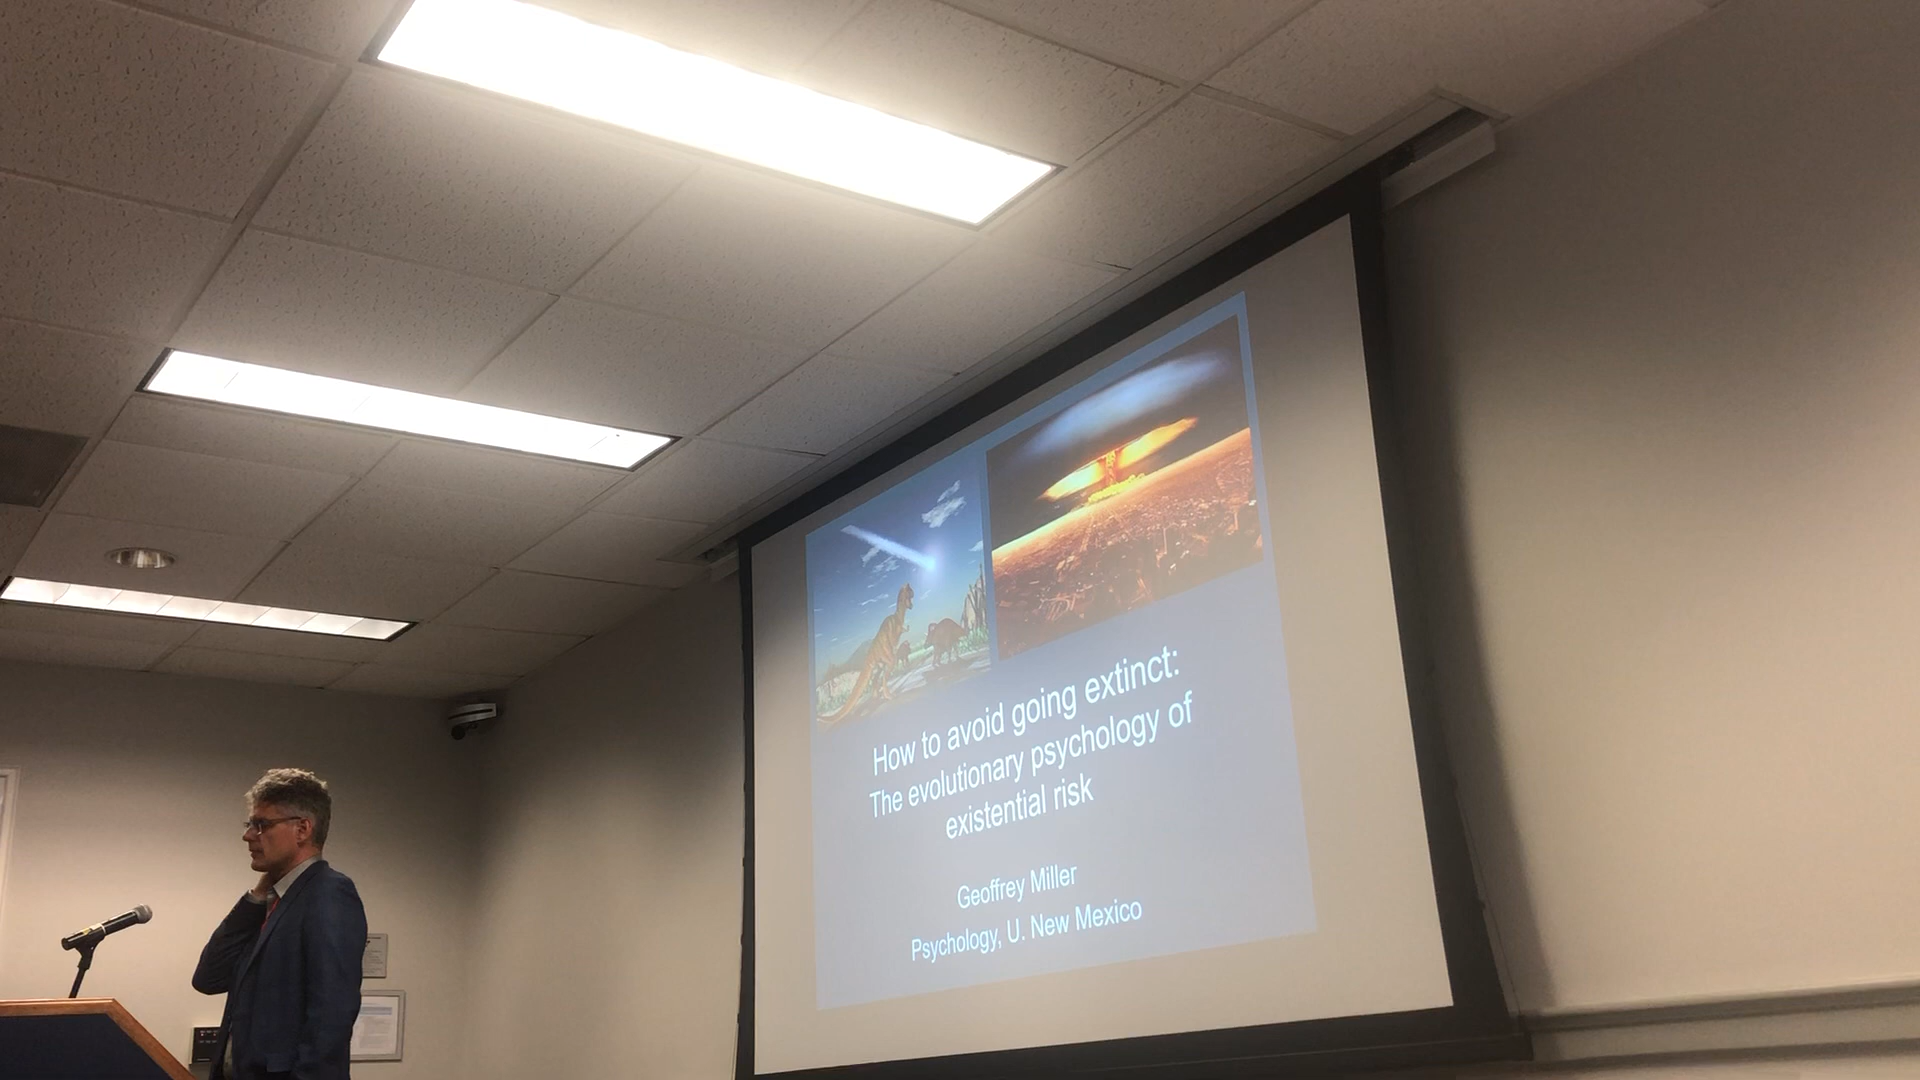 How to avoid going extinct:
The evolutionary psychology of
existential risk
Geoffrey Miller
Psychology, U. New Mexico